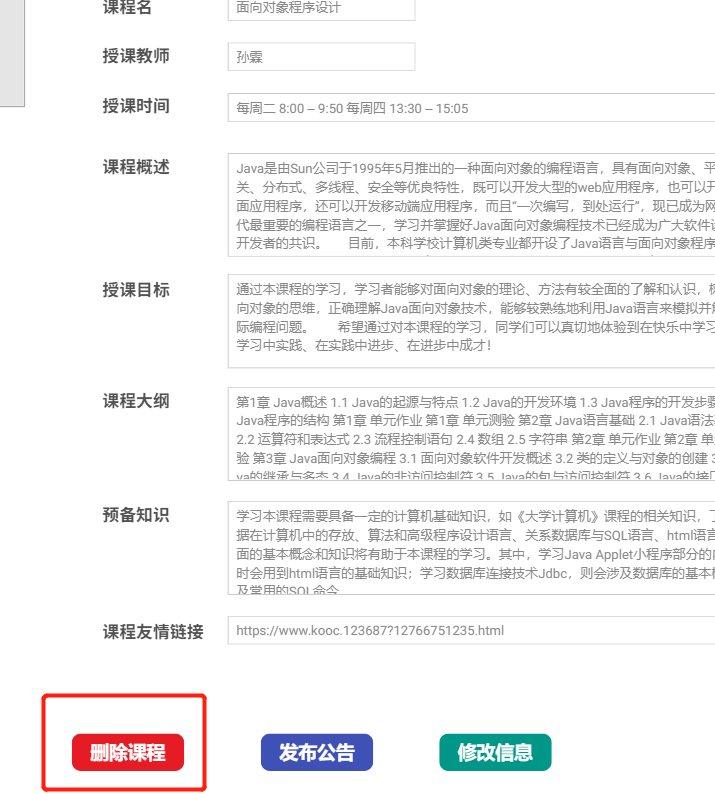 课程名 面向对象程序设计
授课教师 孙霖
授课时间 每周二 8:00 – 9:50 每周四 13:30 – 15:05
课程概述 Java是由Sun公司于1995年5月推出的一种面向对象的编程语言，具有面向对象、平
关、分布式、多线程、安全等优良特性，既可以开发大型的web应用程序，也可以开
面应用程序，还可以开发移动端应用程序，而且“一次编写，到处运行”，现已成为网
代最重要的编程语言之一，学习并掌握好Java面向对象编程技术已经成为广大软件设
开发者的共识。 目前，本科学校计算机类专业都开设了Java语言与面向对象程序
授课目标 通过本课程的学习，学习者能够对面向对象的理论、方法有较全面的了解和认识，树
向对象的思维，正确理解Java面向对象技术，能够较熟练地利用Java语言来模拟并解
际编程问题。 希望通过对本课程的学习，同学们可以真切地体验到在快乐中学习
学习中实践、在实践中进步、在进步中成才！
课程大纲 第1章 Java概述 1.1 Java的起源与特点 1.2 Java的开发环境 1.3 Java程序的开发步骤
Java程序的结构 第1章 单元作业 第1章 单元测验 第2章 Java语言基础 2.1 Java语法
2.2 运算符和表达式 2.3 流程控制语句 2.4 数组 2.5 字符串 第2章 单元作业 第2章 单
验 第3章 Java面向对象编程 3.1 面向对象软件开发概述 3.2 类的定义与对象的创建 3
va的继承与多态 3.4 Java的非访问控制符 3.5 Java的包与访问控制符 3.6 Java的接口
预备知识 学习本课程需要具备一定的计算机基础知识，如《大学计算机》课程的相关知识，了
据在计算机中的存放、算法和高级程序设计语言、关系数据库与SQL语言、html语言
面的基本概念和知识将有助于本课程的学习。其中，学习Java Applet小程序部分的内
时会用到html语言的基础知识；学习数据库连接技术Jdbc，则会涉及数据库的基本概
及常用的SQL命令
课程友情链接 https://www.kooc.123687?12766751235.html
删除课程 发布公告 修改信息